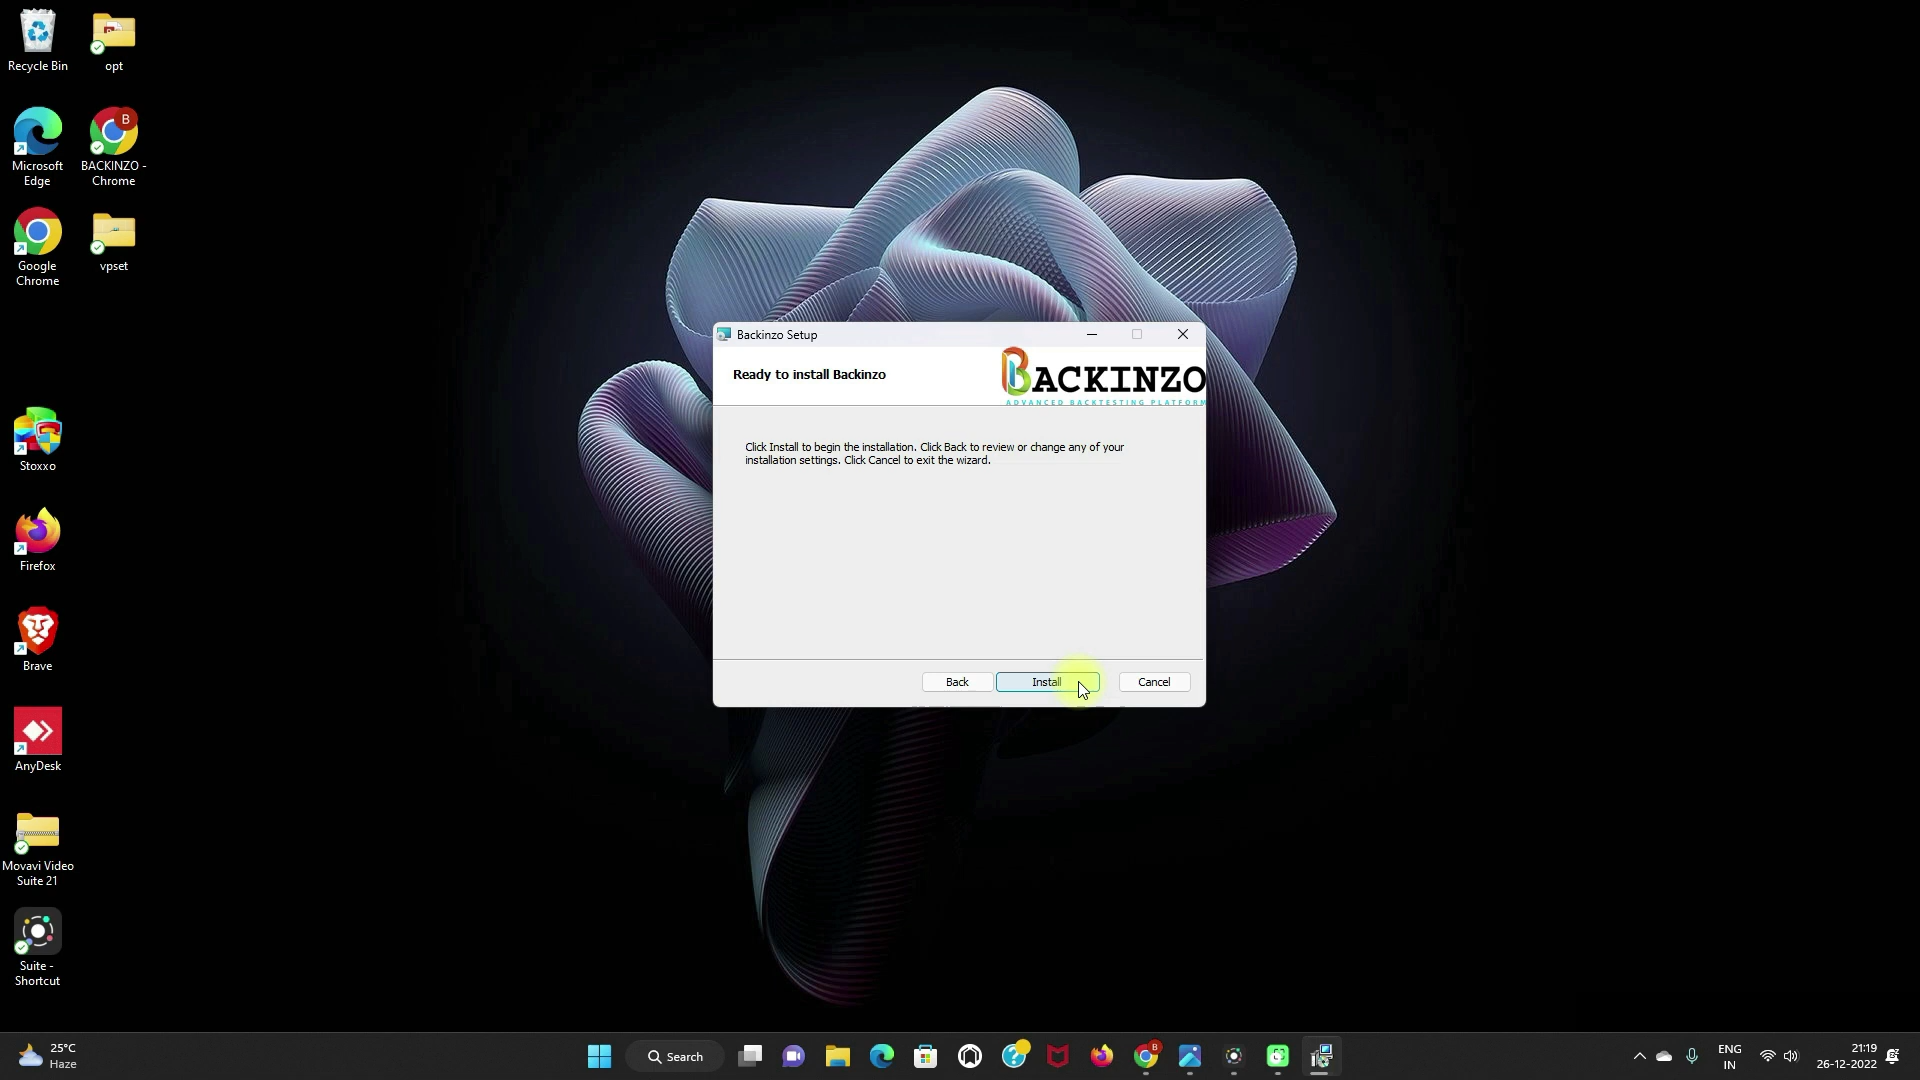 Recycle Bin
opt
Microsoft
Edge
B
BACKINZO -
Chrome
Google
Chrome
vpset
Stoxxo
Firefox
Brave
AnyDesk
Movavi Video
Suite 21
Suite -
Shortcut
Backinzo Setup
Ready to install Backinzo
BACKINZO
ADVANCED BACKTESTING PLATFORM
Click Install to begin the installation. Click Back to review or change any of your
installation settings. Click Cancel to exit the wizard.
Back
Install
Cancel
25°C
Haze
Search
B
ENG
IN
21:19
26-12-2022